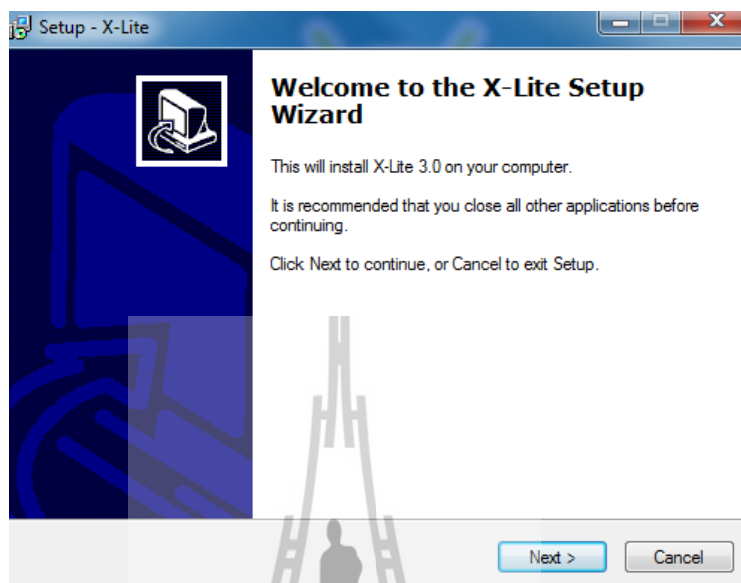 Setup - X-Lite
Welcome to the X-Lite Setup
Wizard
This will install X-Lite 3.0 on your computer.
It is recommended that you close all other applications before
continuing.
Click Next to continue, or Cancel to exit Setup.
Next >
Cancel